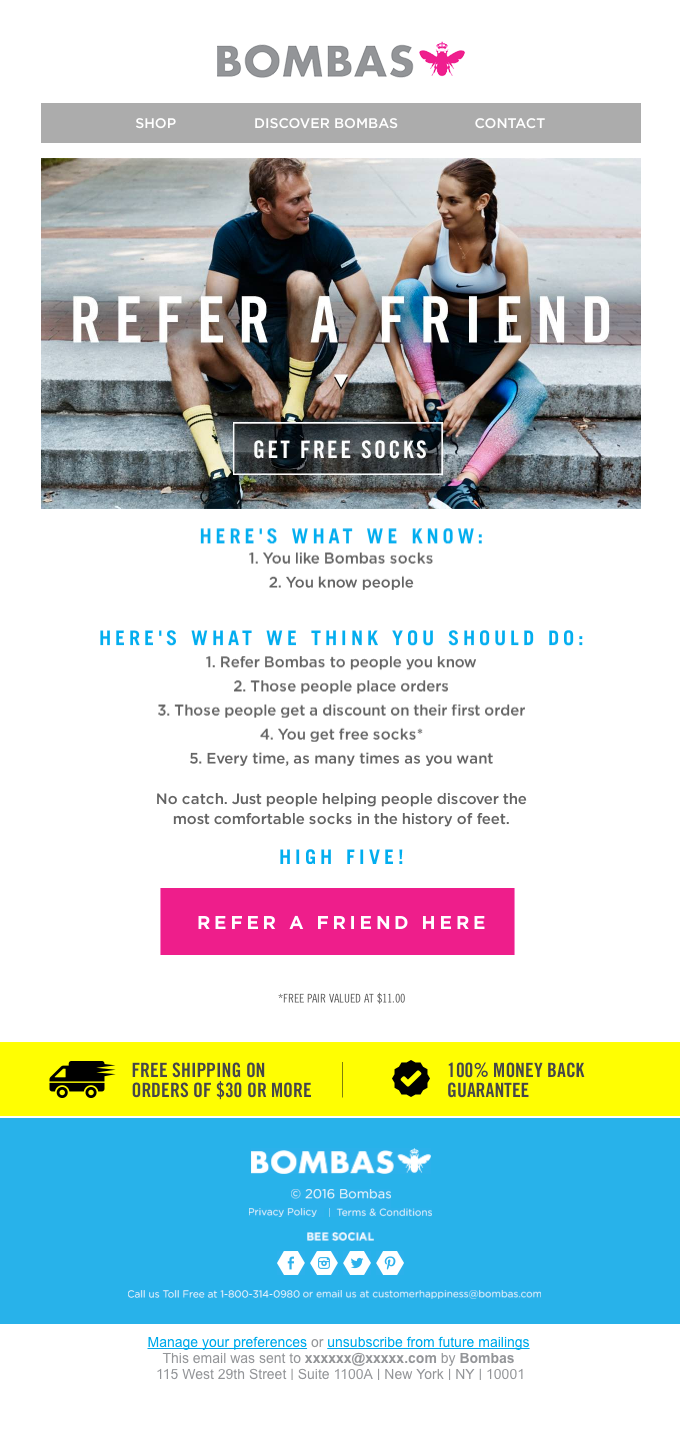 BOMBAS
SHOP DISCOVER BOMBAS CONTACT
REFER A FRIEND
GET FREE SOCKS
HERE'S WHAT WE KNOW:
1. You like Bombas socks
2. You know people
HERE'S WHAT WE THINK YOU SHOULD DO:
1. Refer Bombas to people you know
2. Those people place orders
3. Those people get a discount on their first order
4. You get free socks*
5. Every time, as many times as you want
No catch. Just people helping people discover the
most comfortable socks in the history of feet.
HIGH FIVE!
REFER A FRIEND HERE
*FREE PAIR VALUED AT $11.00
FREE SHIPPING ON
ORDERS OF $30 OR MORE
100% MONEY BACK
GUARANTEE
BOMBAS
© 2016 Bombas
Privacy Policy | Terms & Conditions
BEE SOCIAL
Call us Toll Free at 1-800-314-0980 or email us at customerhappiness@bombas.com
Manage your preferences or unsubscribe from future mailings
This email was sent to xxxxxx@xxxxx.com by Bombas
115 West 29th Street | Suite 1100A | New York | NY | 10001